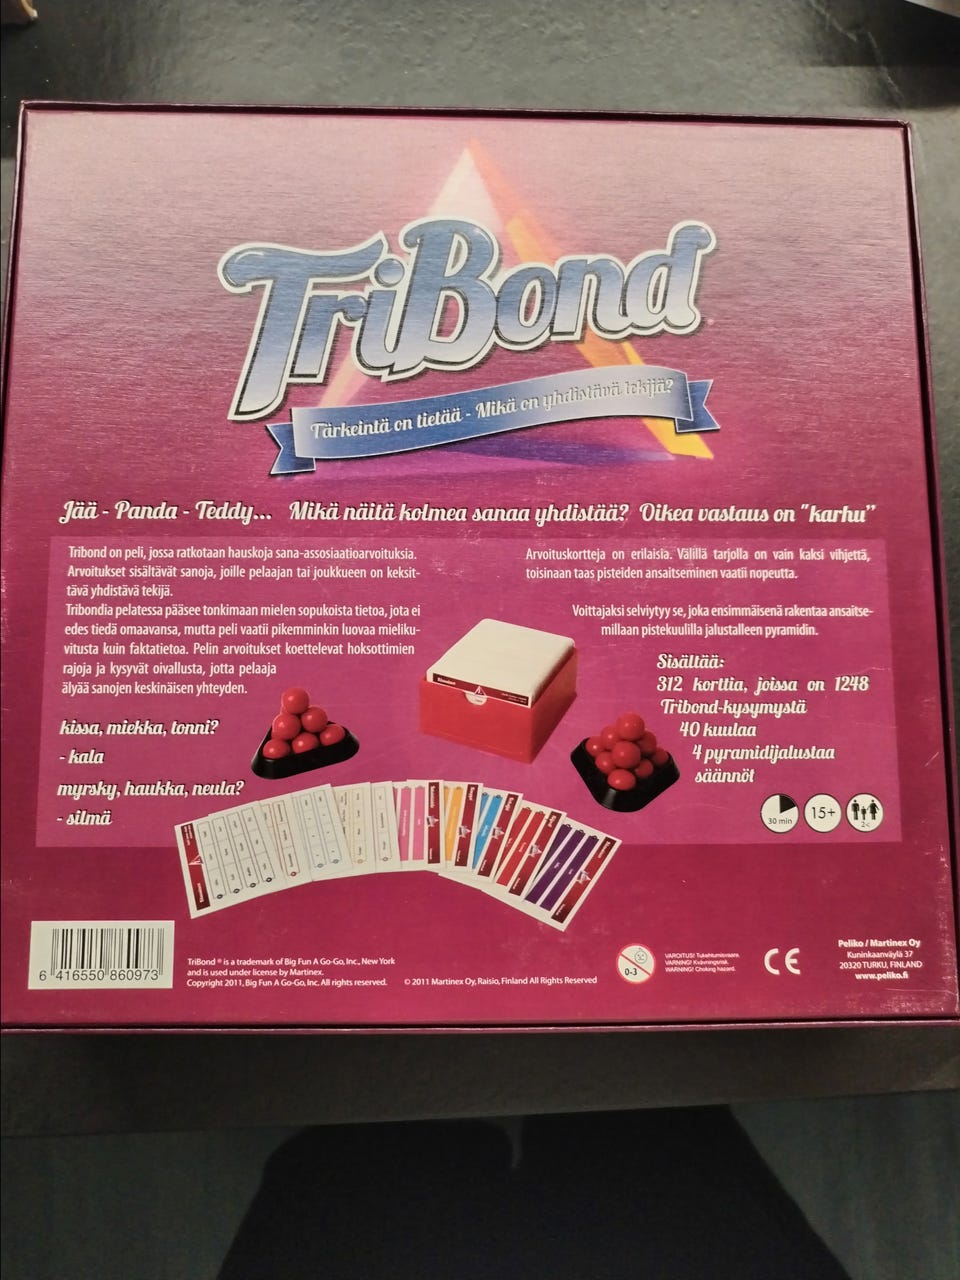 TriBond
Tärkeintä on tietää - Mikä on yhdistävä tekijä?
Jää - Panda - Teddy... Mikä näitä kolmea sanaa yhdistää? Oikea vastaus on "karhu”
Tribond on peli, jossa ratkotaan hauskoja sana-assosiaatioarvoituksia.
Arvoitukset sisältävät sanoja, joille pelaajan tai joukkueen on keksit-
tävä yhdistävä tekijä.
Tribondia pelatessa pääsee tonkimaan mielen sopukoista tietoa, jota ei
edes tiedä omaavansa, mutta peli vaatii pikemminkin luovaa mieliku-
vitusta kuin faktatietoa. Pelin arvoitukset koettelevat hoksottimien
rajoja ja kysyvät oivallusta, jotta pelaaja
älyää sanojen keskinäisen yhteyden.
kissa, miekka, tonni?
- kala
myrsky, haukka, neula?
- silmä
Arvoituskortteja on erilaisia. Välillä tarjolla on vain kaksi vihjettä,
toisinaan taas pisteiden ansaitseminen vaatii nopeutta.
Voittajaksi selviytyy se, joka ensimmäisenä rakentaa ansaitse-
millaan pistekuulilla jalustalleen pyramidin.
Sisältää:
312 korttia, joissa on 1248
Tribond-kysymystä
40 kuulaa
4 pyramidijalustaa
säännöt
30 min
15+
2<
6 416550 860973
TriBond ® is a trademark of Big Fun A Go-Go, Inc., New York
and is used under license by Martinex.
Copyright 2011, Big Fun A Go-Go, Inc. All rights reserved.
© 2011 Martinex Oy, Raisio, Finland All Rights Reserved
0-3
VAROITUS! Tukehtumisvaara
VARNING! Kvävningsrisk.
WARNING! Choking hazard.
CE
Peliko / Martinex Oy
Kuninkaanväylä 37
20320 TURKU, FINLAND
www.peliko.fi